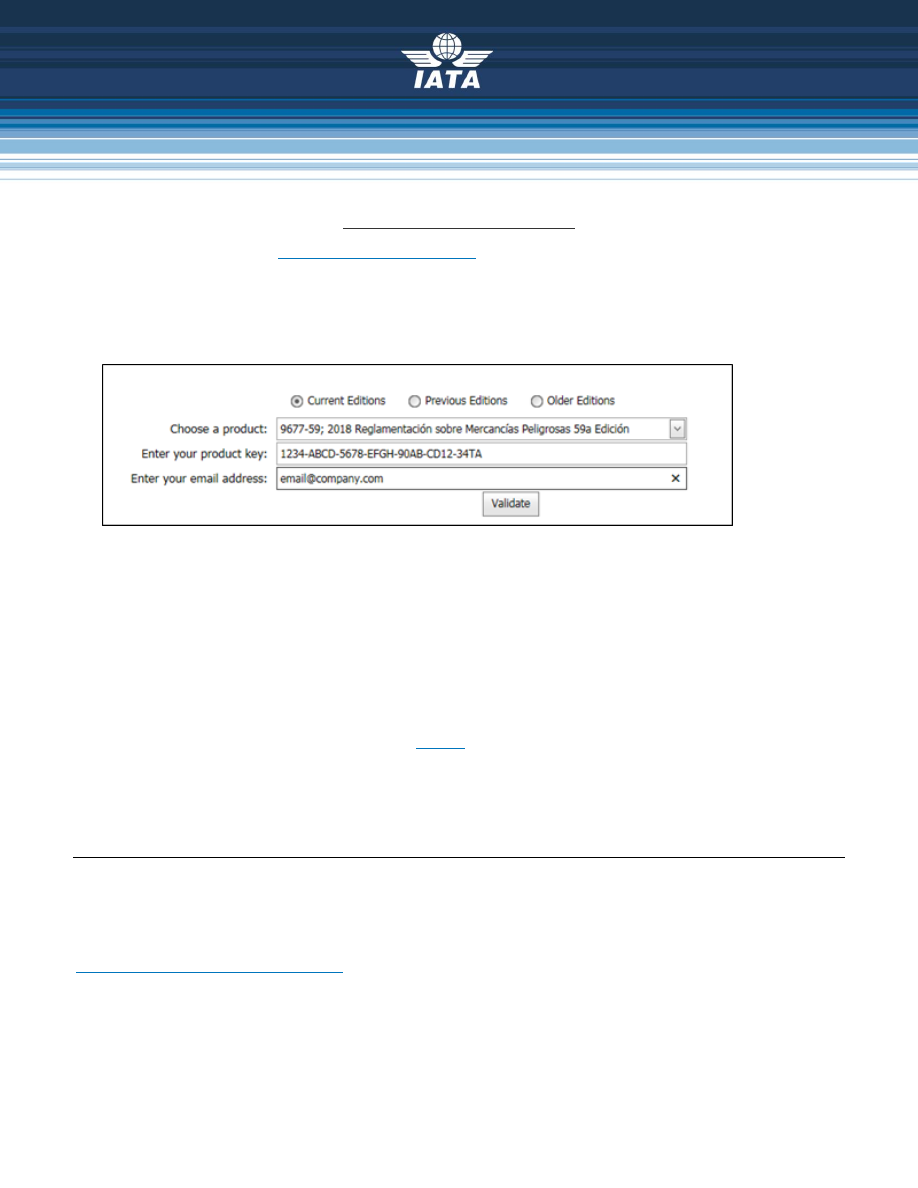 IATA
Current Editions Previous Editions Older Editions
Choose a product: 9677-59; 2018 Reglamentación sobre Mercancías Peligrosas 59a Edición
Enter your product key: 1234-ABCD-5678-EFGH-90AB-CD12-34TA
Enter your email address: email@company.com
Validate